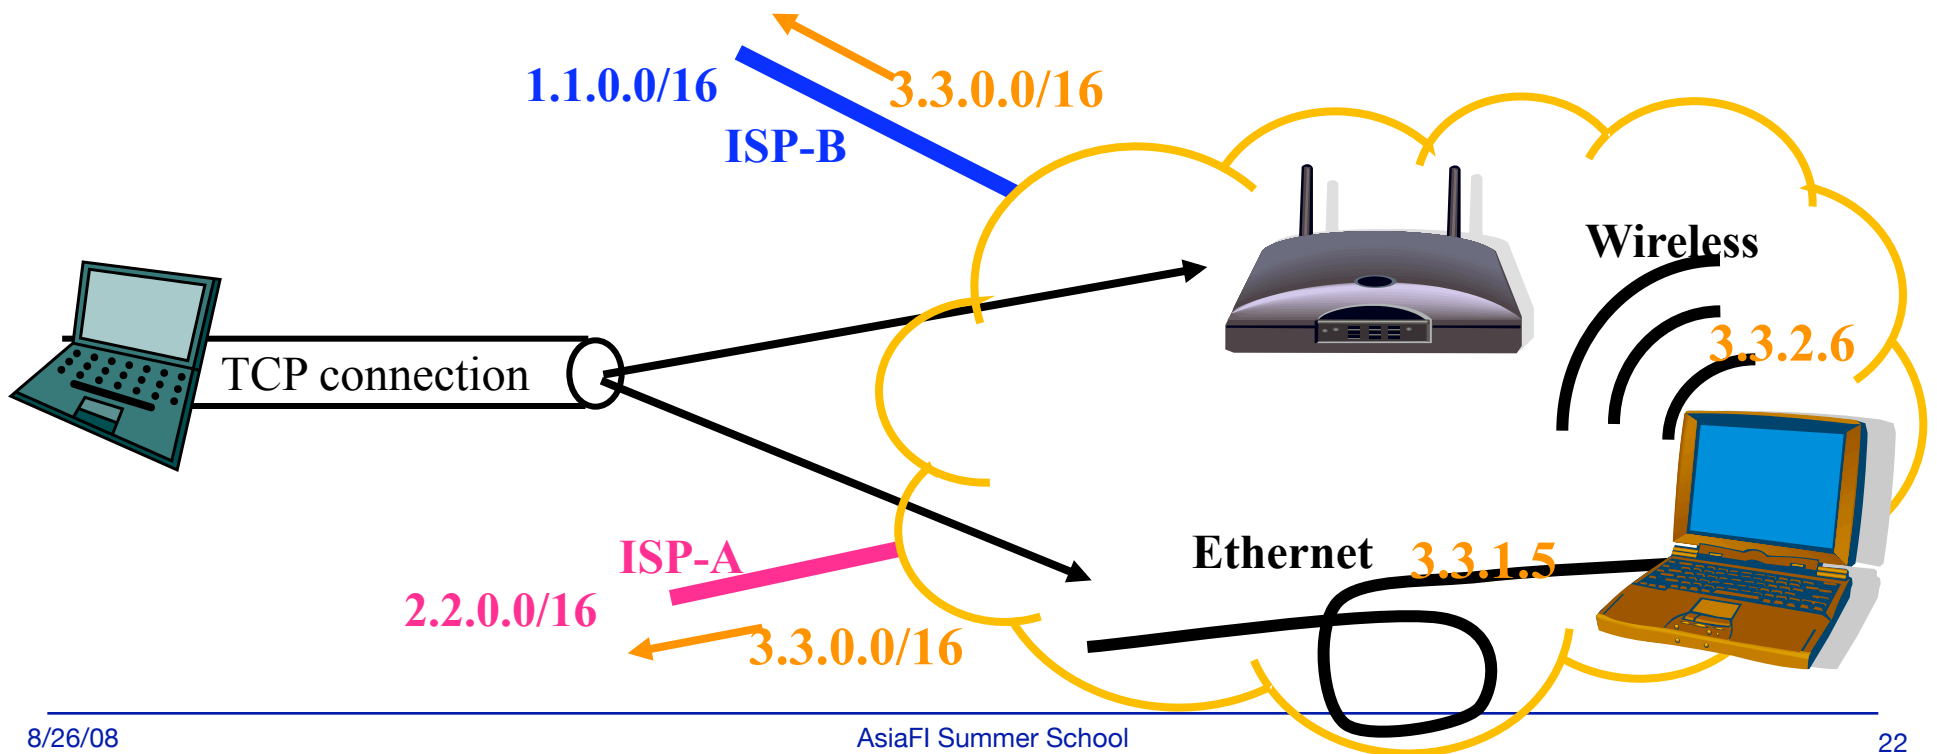 1.1.0.0/16
3.3.0.0/16
ISP-B
Wireless
3.3.2.6
TCP connection
Ethernet
3.3.1.5
ISP-A
2.2.0.0/16
3.3.0.0/16
8/26/08
AsiaFI Summer School
22